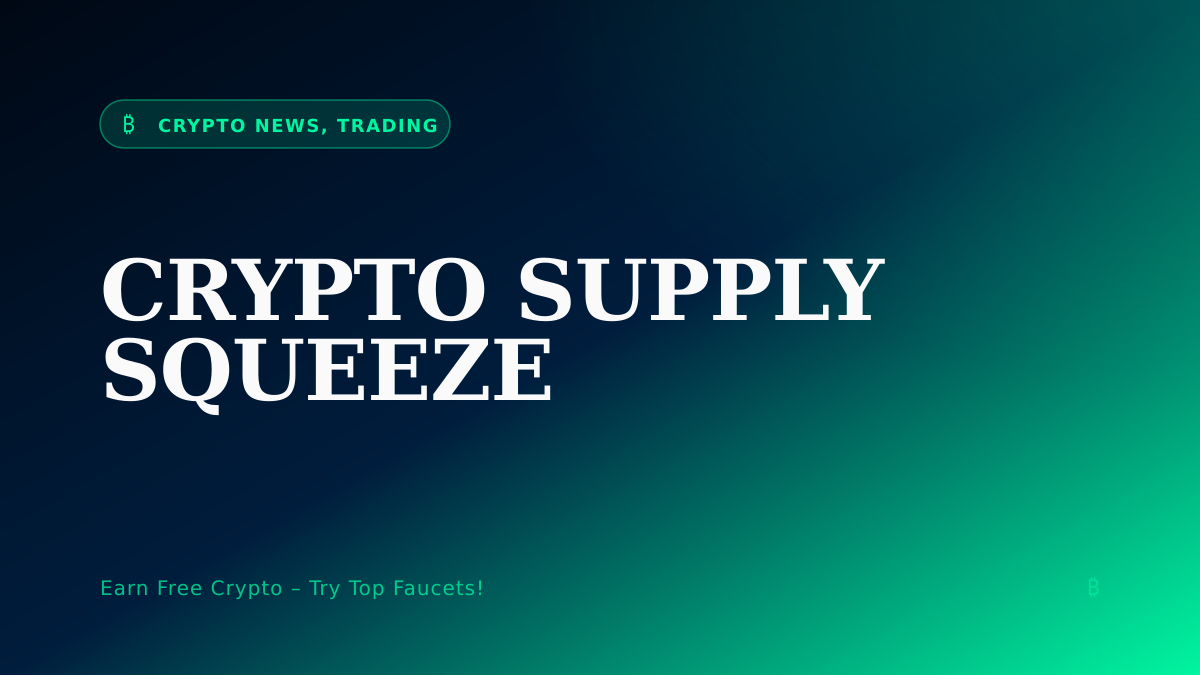 ₿ CRYPTO NEWS, TRADING
CRYPTO SUPPLY
SQUEEZE
Earn Free Crypto – Try Top Faucets!
₿